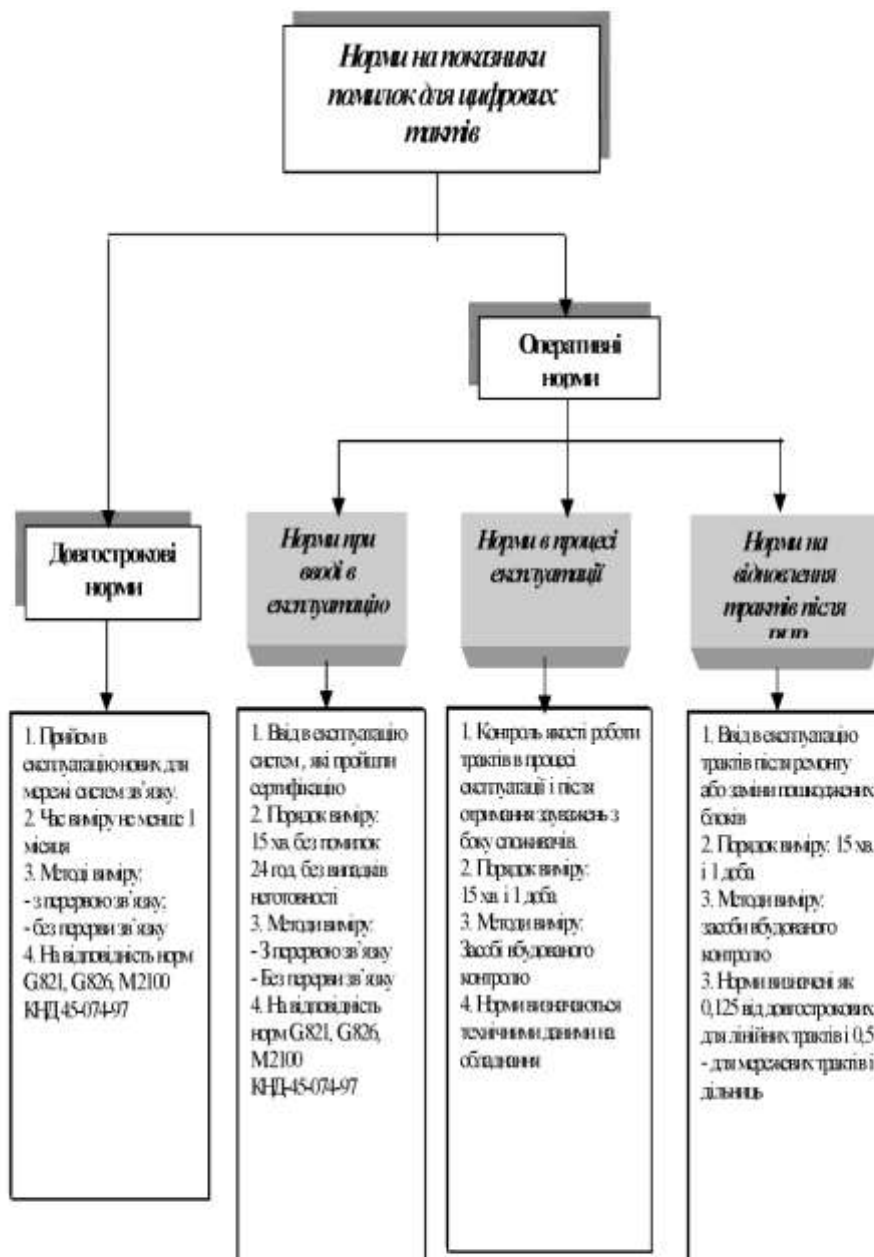 Норми на показники
помилок для цифрових
тактів
Оперативні
норми
Довгострокові
норми
Норми при
вводі в
експлуатацію
Норми в процесі
експлуатації
Норми на
відновлення
трактів після
1. Прийом в
експлуатацію нових для
мережі систем зв'язку.
2. Час виміру не менше 1
місяця
3. Методі виміру:
- з перервою зв'язку;
- без перерви зв'язку
4. На відповідність норм
G.821, G.826, M.2100
КНД 45-074-97
1. Ввід в експлуатацію
систем , які пройшли
сертифікацію
2. Порядок виміру:
15 хв. без помилок
24 год. без випадків
неготовності
3. Методи виміру:
- З перервою зв'язку
- Без перерви зв'язку
4. На відповідність
норм G.821, G.826,
M.2100
КНД-45-074-97
1. Контроль якості роботи
трактів в процесі
експлуатації і після
отримання зауважень з
боку споживачів.
2. Порядок виміру:
15 хв. і 1 доба
3. Методи виміру:
Засобі вбудованого
контролю
4. Норми визначаються
технічними даними на
обладнання
1. Ввід в експлуатацію
трактів після ремонту
або заміни пошкоджених
блоків
2. Порядок виміру: 15 хв.
і 1 доба
3. Методи виміру:
засоби вбудованого
контролю
3. Норми визначені як
0,125 від довгострокових
для лінійних трактів і 0,5
- для мережевих трактів і
дільниць